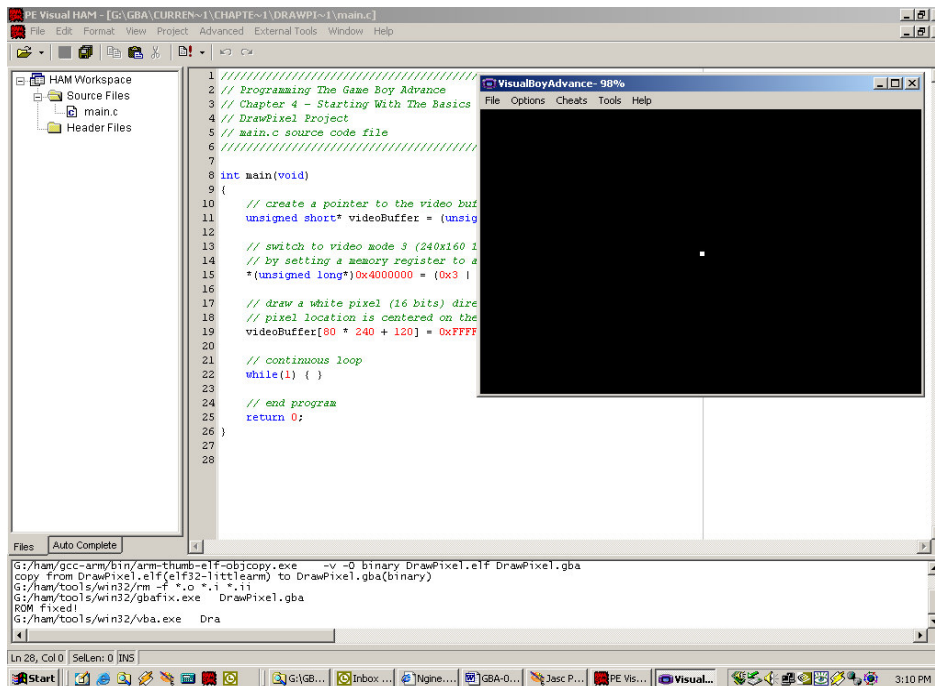 PE Visual HAM - [G:\GBA\CURREN~1\CHAPTE~1\DRAWPI~1\main.c]
File Edit Format View Project Advanced External Tools Window Help
HAM Workspace
Source Files
main.c
Header Files
1 ////////////////////////////////////////
2 // Programming The Game Boy Advance
3 // Chapter 4 - Starting With The Basics
4 // DrawPixel Project
5 // main.c source code file
6 ////////////////////////////////////////
7
8 int main(void)
9 {
10 // create a pointer to the video buf
11 unsigned short* videoBuffer = (unsig
12
13 // switch to video mode 3 (240x160 1
14 // by setting a memory register to a
15 *(unsigned long*)0x4000000 = (0x3 |
16
17 // draw a white pixel (16 bits) dire
18 // pixel location is centered on the
19 videoBuffer[80 * 240 + 120] = 0xFFFF
20
21 // continuous loop
22 while(1) { }
23
24 // end program
25 return 0;
26 }
27
28
VisualBoyAdvance- 98%
File Options Cheats Tools Help
Files Auto Complete
G:/ham/gcc-arm/bin/arm-thumb-elf-objcopy.exe -v -O binary DrawPixel.elf DrawPixel.gba
copy from DrawPixel.elf(elf32-littlearm) to DrawPixel.gba(binary)
G:/ham/tools/win32/rm -f *.o *.i *.ii
G:/ham/tools/win32/gbafix.exe DrawPixel.gba
ROM fixed!
G:/ham/tools/win32/vba.exe Dra
Ln 28, Col 0 SelLen: 0 INS
Start G:\GB... Inbox ... Ngine.... GBA-0... Jasc P... PE Vis... Visual... 3:10 PM